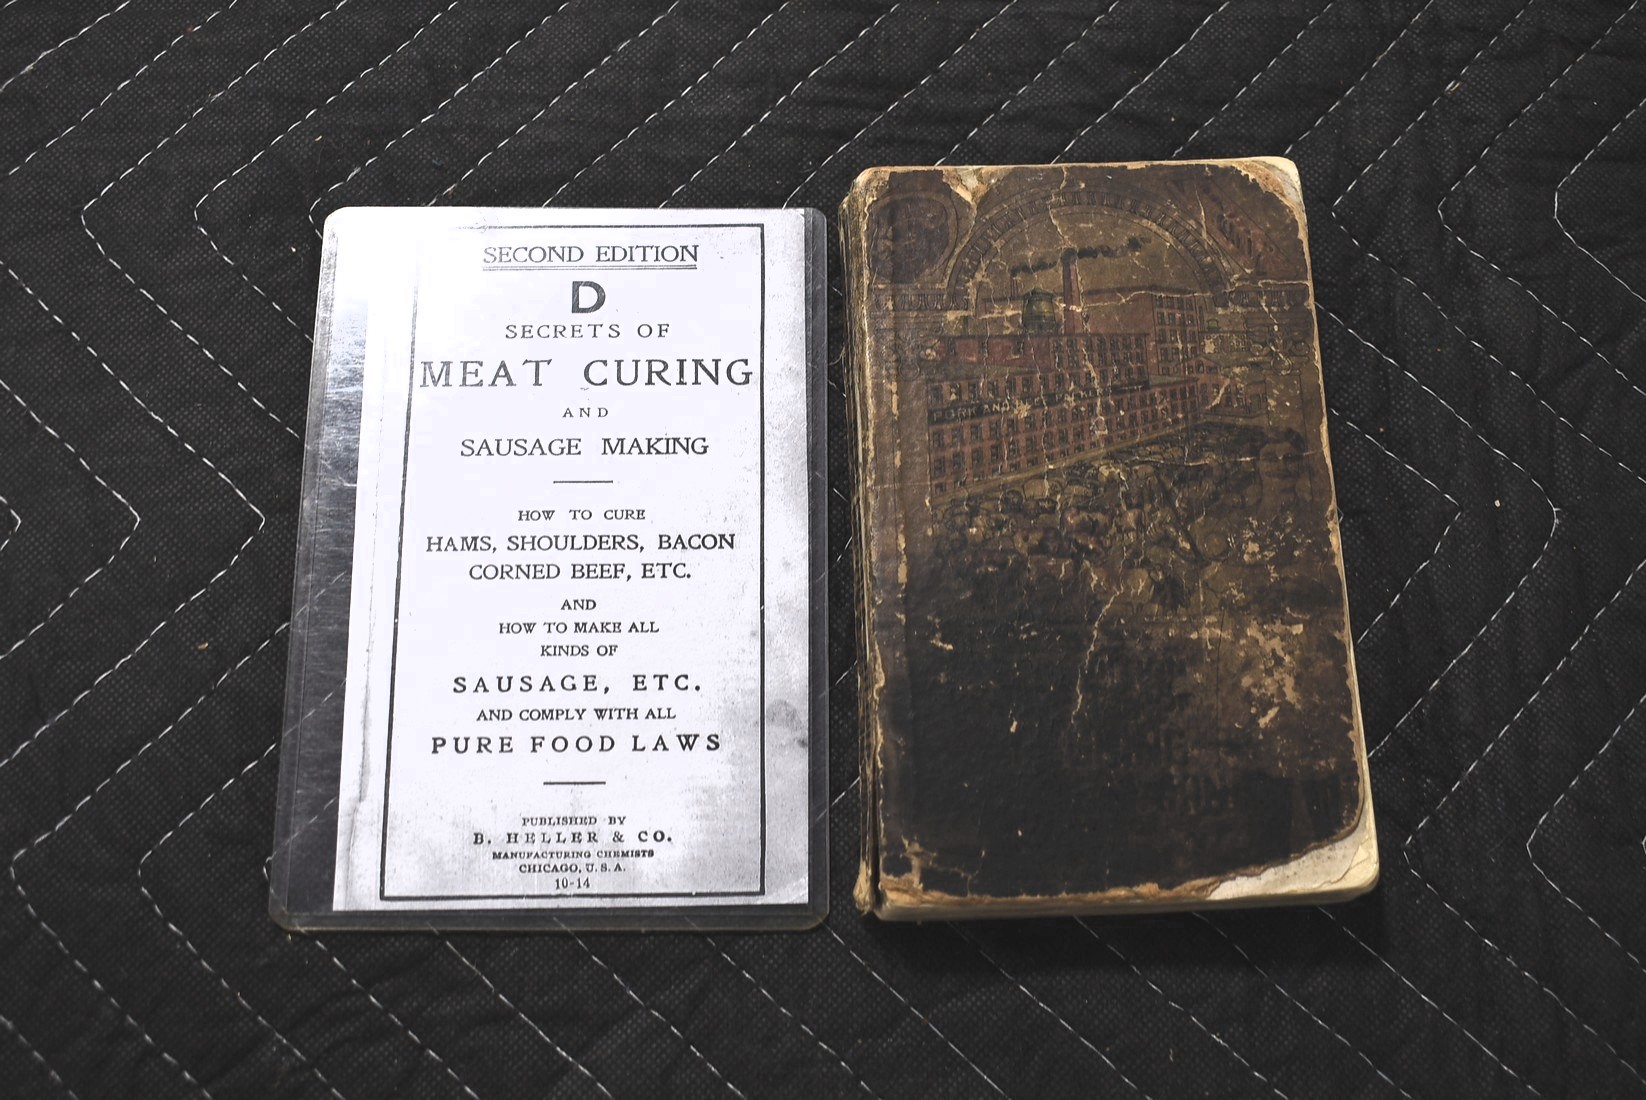 SECOND EDITION
D
SECRETS OF
MEAT CURING
AND
SAUSAGE MAKING
HOW TO CURE
HAMS, SHOULDERS, BACON
CORNED BEEF, ETC.
AND
HOW TO MAKE ALL
KINDS OF
SAUSAGE, ETC.
AND COMPLY WITH ALL
PURE FOOD LAWS
PUBLISHED BY
B. HELLER & CO.
MANUFACTURING CHEMISTS
CHICAGO, U. S. A.
10-14
PORK AND